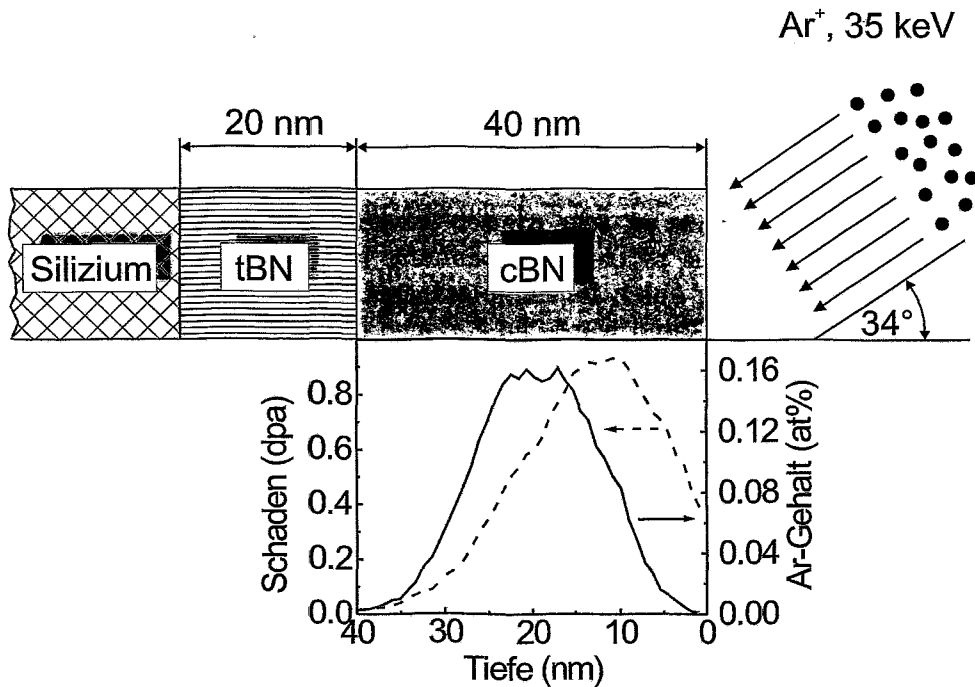 Ar+, 35 keV
20 nm
40 nm
Silizium
tBN
cBN
34°
Schaden (dpa)
0.8
0.6
0.4
0.2
0.0
0.16
0.12
0.08
0.04
0.00
Ar-Gehalt (at%)
40
30
20
10
0
Tiefe (nm)